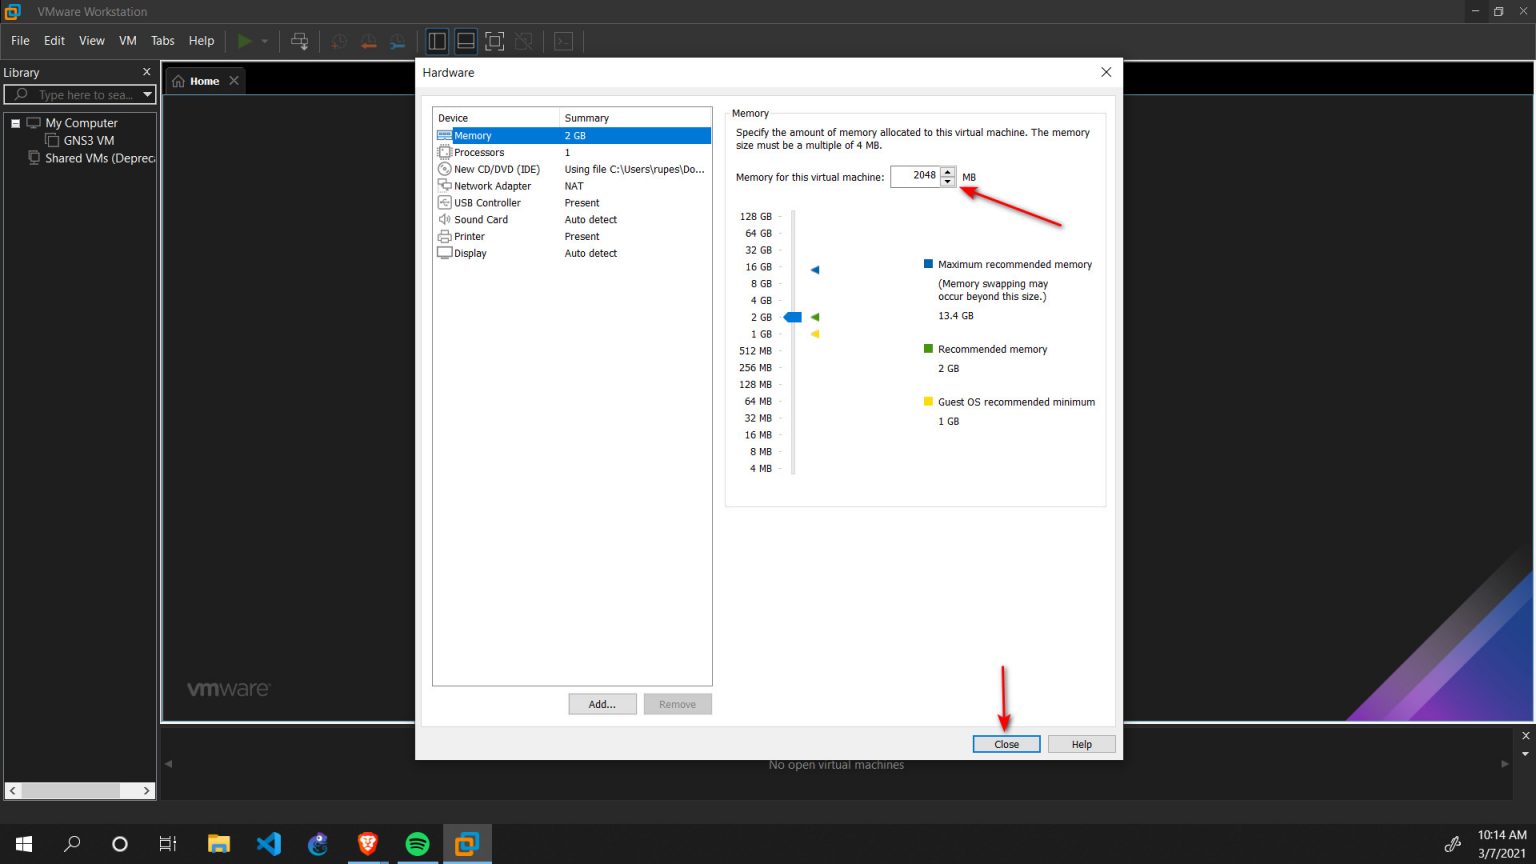 VMware Workstation
File Edit View VM Tabs Help
Library
Type here to sea...
My Computer
GNS3 VM
Shared VMs (Depreca
Home
Hardware
Device Summary
Memory 2 GB
Processors 1
New CD/DVD (IDE) Using file C:\Users\rupes\Do...
Network Adapter NAT
USB Controller Present
Sound Card Auto detect
Printer Present
Display Auto detect
Add... Remove
Memory
Specify the amount of memory allocated to this virtual machine. The memory
size must be a multiple of 4 MB.
Memory for this virtual machine: 2048 MB
128 GB
64 GB
32 GB
16 GB
8 GB
4 GB
2 GB
1 GB
512 MB
256 MB
128 MB
64 MB
32 MB
16 MB
8 MB
4 MB
Maximum recommended memory
(Memory swapping may
occur beyond this size.)
13.4 GB
Recommended memory
2 GB
Guest OS recommended minimum
1 GB
Close Help
vmware
No open virtual machines
10:14 AM
3/7/2021